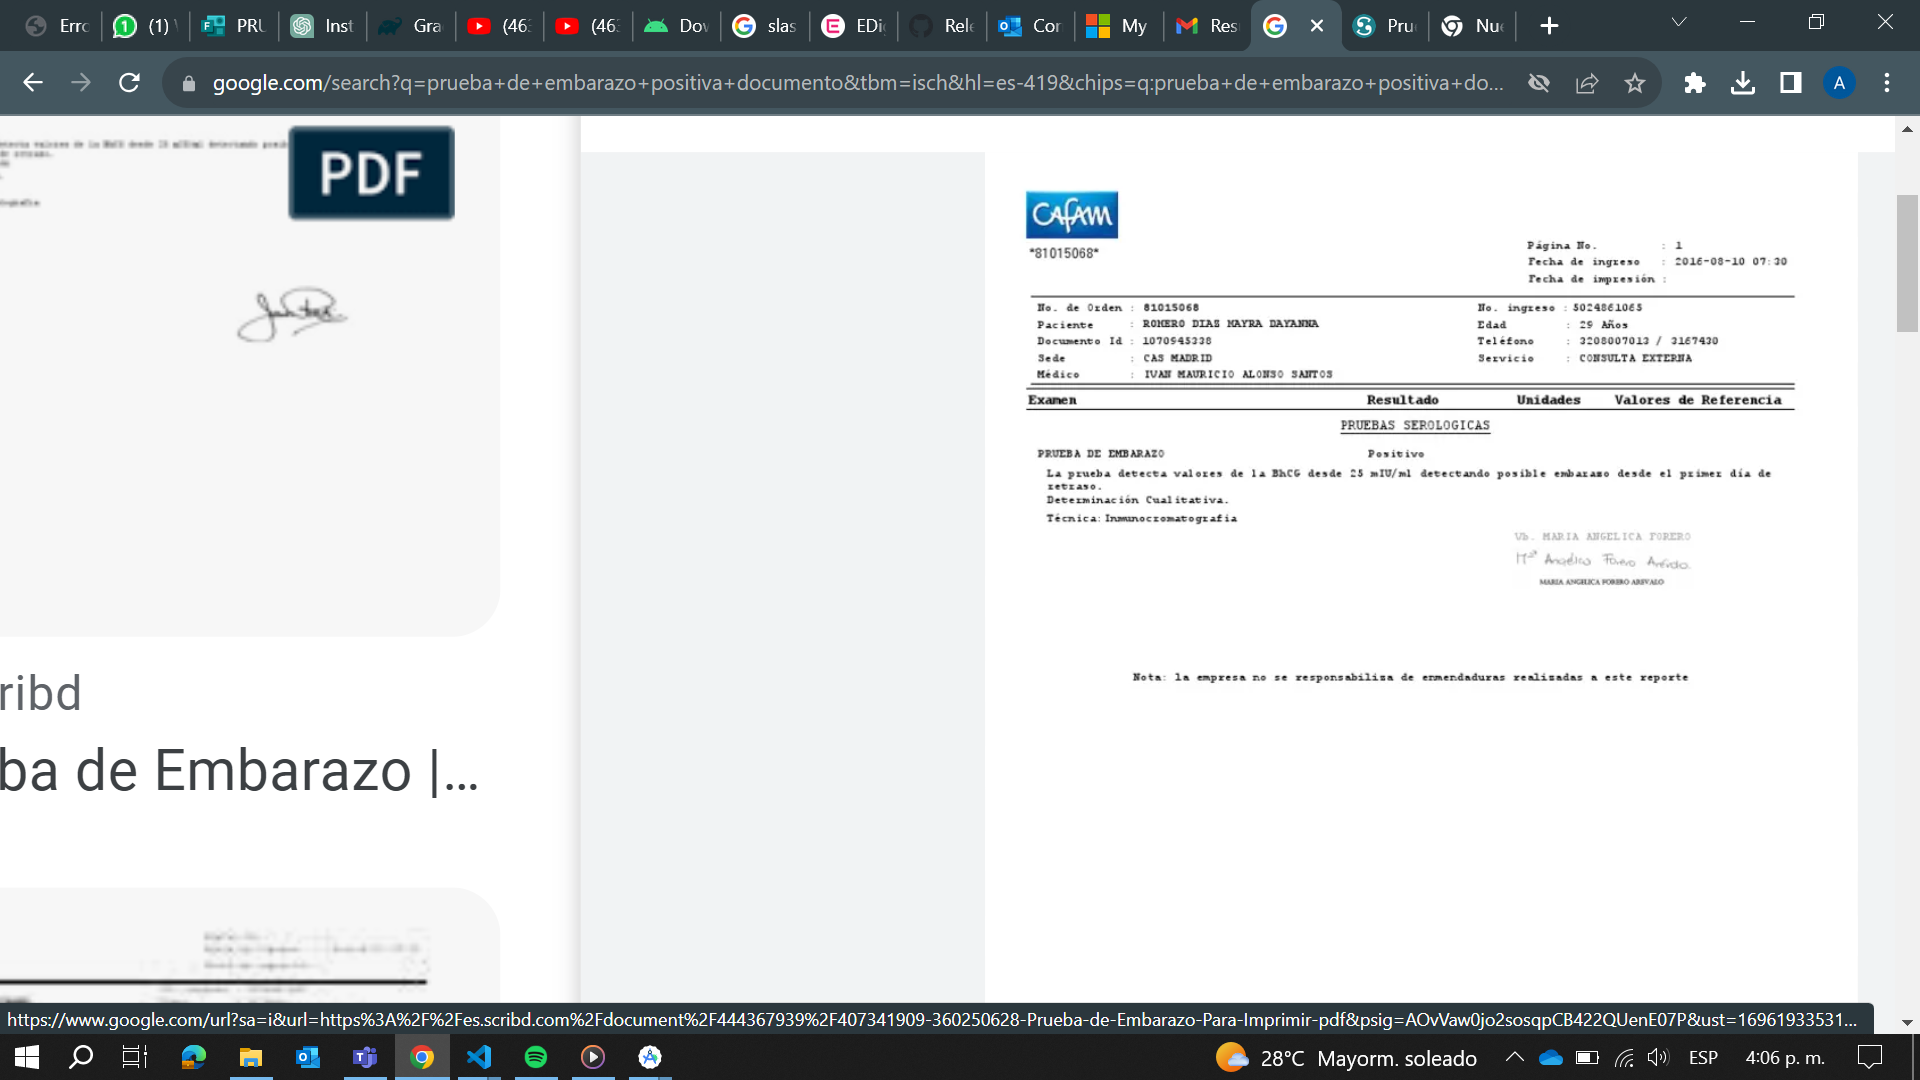 Erro
(1)
PRU
Inst
Gra
(463
(463
Dov
slas
EDig
Rele
Cor
My
Res
Pru
Nue
google.com/search?q=prueba+de+embarazo+positiva+documento&tbm=isch&hl=es-419&chips=q:prueba+de+embarazo+positiva+do...
A
PDF
ribd
ba de Embarazo |...
Cafam
*81015068*
Página No. : 1
Fecha de ingreso : 2016-08-10 07:30
Fecha de impresión :
No. de Orden : 81015068
No. ingreso : 5024861065
Paciente : ROMERO DIAS MAYRA DAYANNA
Edad : 29 Años
Documento Id : 1070945338
Teléfono : 3208007013 / 3167430
Sede : CAS MADRID
Servicio : CONSULTA EXTERNA
Médico : IVAN MAURICIO ALONSO SANTOS
Examen Resultado Unidades Valores de Referencia
PRUEBAS SEROLOGICAS
PRUEBA DE EMBARAZO Positivo
La prueba detecta valores de la BhCG desde 25 mIU/ml detectando posible embarazo desde el primer día de
retraso.
Determinación Cualitativa.
Técnica: Inmunocromatografia
Vb. MARIA ANGELICA FORERO
Mª Angélica Forero Arévalo.
MARIA ANGELICA FORERO AREVALO
Nota: la empresa no se responsabiliza de enmendaduras realizadas a este reporte
https://www.google.com/url?sa=i&url=https%3A%2F%2Fes.scribd.com%2Fdocument%2F444367939%2F407341909-360250628-Prueba-de-Embarazo-Para-Imprimir-pdf&psig=AOvVaw0jo2sosqpCB422QUenE07P&ust=16961933531...
28°C Mayorm. soleado
ESP
4:06 p. m.